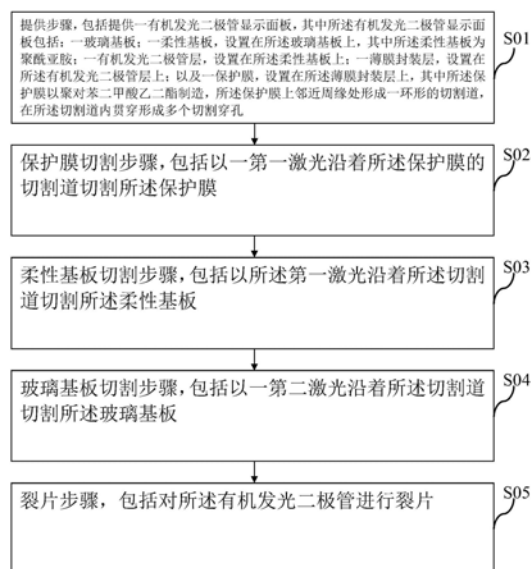 提供步骤，包括提供一有机发光二极管显示面板，其中所述有机发光二极管显示面
板包括：一玻璃基板；一柔性基板，设置在所述玻璃基板上，其中所述柔性基板为
聚酰亚胺；一有机发光二极管层，设置在所述柔性基板上；一薄膜封装层，设置在
所述有机发光二极管层上；以及一保护膜，设置在所述薄膜封装层上，其中所述保
护膜以聚对苯二甲酸乙二酯制造，所述保护膜上邻近周缘处形成一环形的切割道，
在所述切割道内贯穿形成多个切割穿孔
S01
保护膜切割步骤，包括以一第一激光沿着所述保护膜的
切割道切割所述保护膜
S02
柔性基板切割步骤，包括以所述第一激光沿着所述切割
道切割所述柔性基板
S03
玻璃基板切割步骤，包括以一第二激光沿着所述切割道
切割所述玻璃基板
S04
裂片步骤，包括对所述有机发光二极管进行裂片
S05